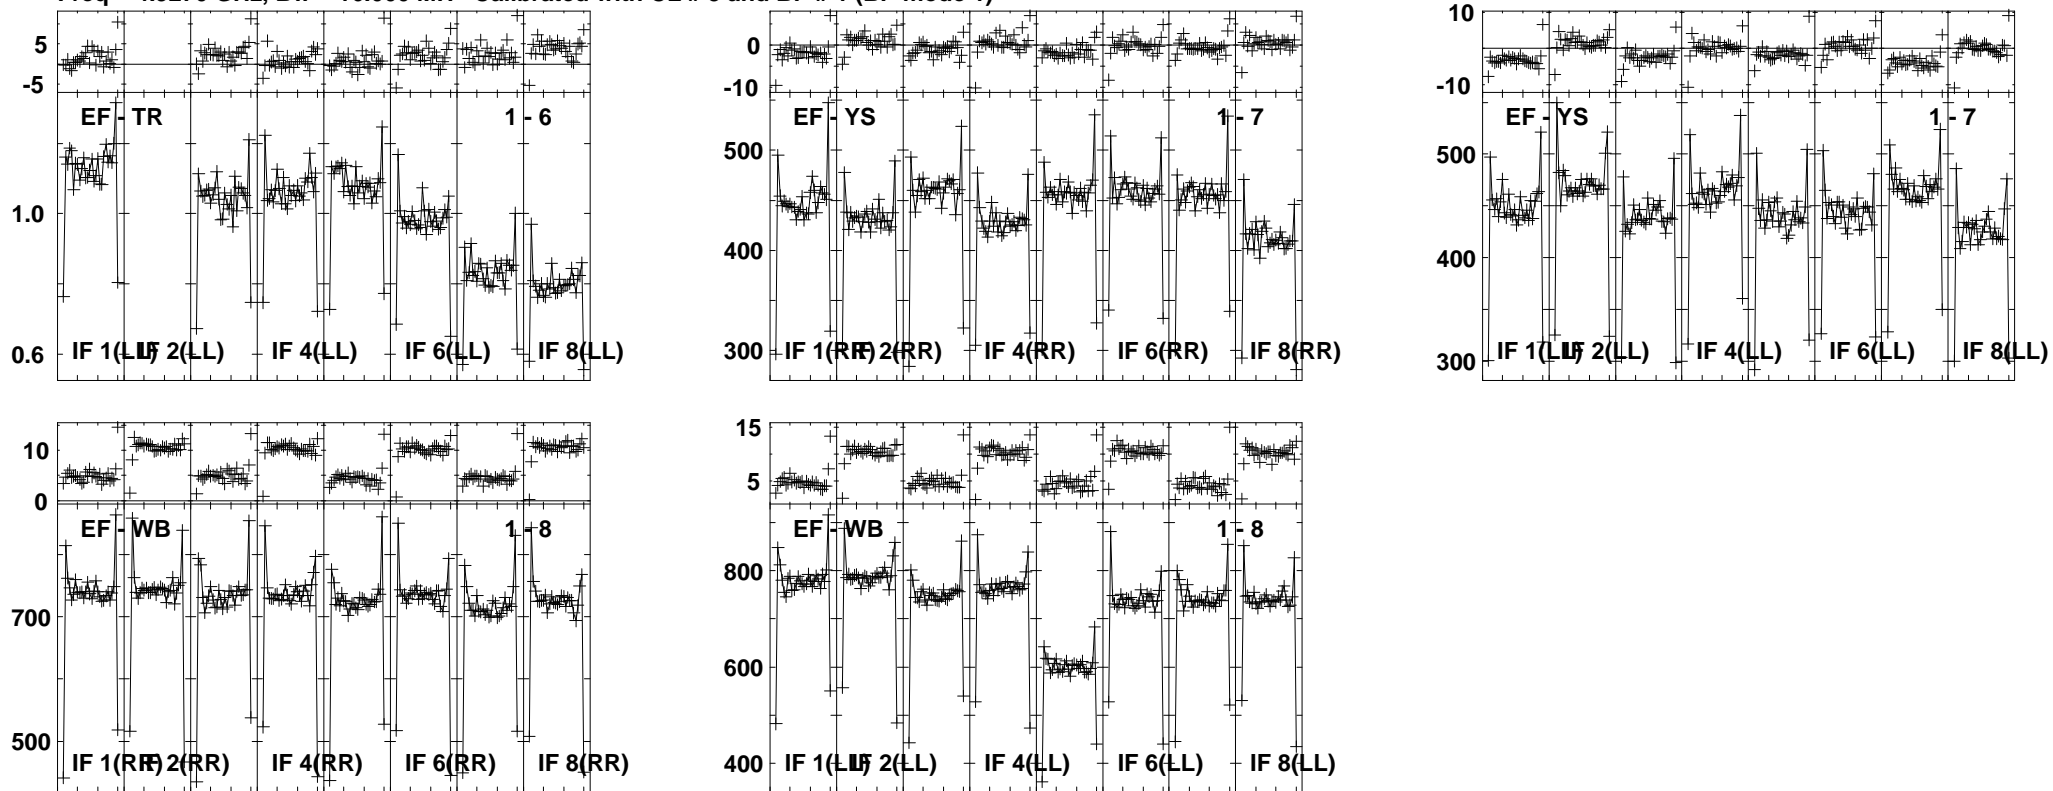 5
-5
EF - TR
1 - 6
1.0
0.6
IF 1(LL)
IF 2(LL)
IF 4(LL)
IF 6(LL)
IF 8(LL)
0
-10
EF - YS
1 - 7
500
400
300
IF 1(RR)
IF 2(RR)
IF 4(RR)
IF 6(RR)
IF 8(RR)
10
-10
EF - YS
1 - 7
500
400
300
IF 1(LL)
IF 2(LL)
IF 4(LL)
IF 6(LL)
IF 8(LL)
10
0
EF - WB
1 - 8
700
500
IF 1(RR)
IF 2(RR)
IF 4(RR)
IF 6(RR)
IF 8(RR)
15
5
EF - WB
1 - 8
800
600
400
IF 1(LL)
IF 2(LL)
IF 4(LL)
IF 6(LL)
IF 8(LL)